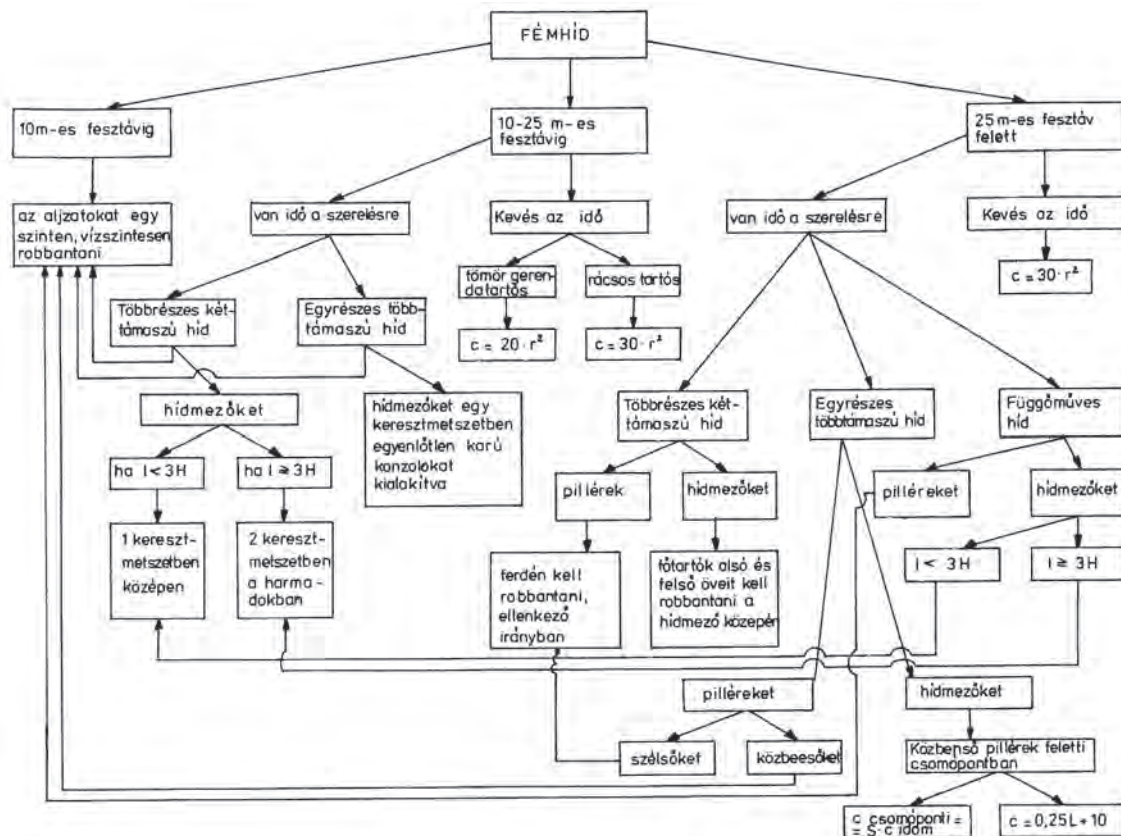 FÉMHÍD
10m-es fesztávig
10-25 m-es
fesztávig
25m-es fesztáv
felett
az aljzatokat egy
szinten, vízszintesen
robbantani
van idő a szerelésre
Kevés az idő
van idő a szerelésre
Kevés az idő
tömör geren-
datartós
rácsos tartós
c = 30· r²
Többrészes két-
támaszú híd
Egyrészes több-
támaszú híd
c = 20· r²
c = 30· r²
hídmezőket
hídmezőket egy
keresztmetszetben
egyenlőtlen karú
konzolokat
kialakítva
Többrészes két-
támaszú híd
Egyrészes
többtámaszú híd
Függőműves
híd
ha l < 3H
ha l ≥ 3H
pillérek
hídmezőket
pilléreket
hídmezőket
1 kereszt-
metszetben
középen
2 kereszt-
metszetben
a harma-
dokban
ferdén kell
robbantani,
ellenkező
irányban
főtartók alsó és
felső öveit kell
robbantani a
hídmező közepén
l < 3H
l ≥ 3H
pilléreket
hídmezőket
szélsőket
közbeesőket
Közbenső pillérek feletti
csomópontban
c csomóponti =
= S·c idom
c = 0,25L + 10